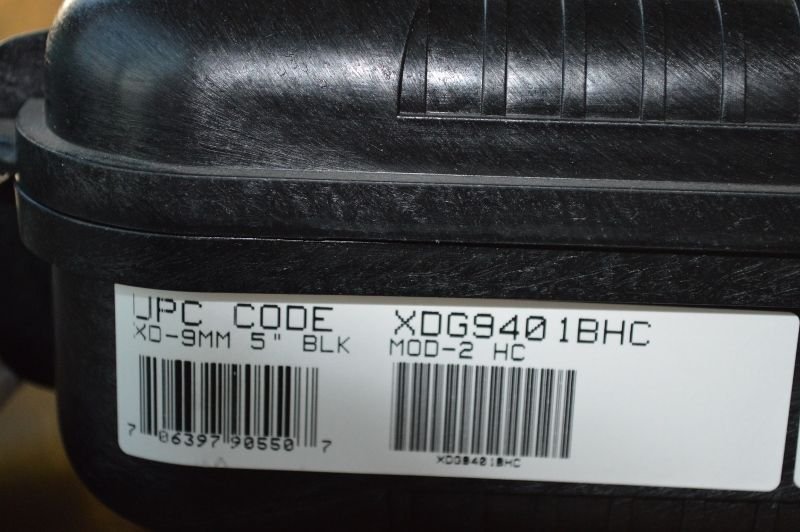 UPC CODE XDG9401BHC
XD-9MM 5" BLK MOD-2 HC
7 06397 90550 7
XDG9401BHC